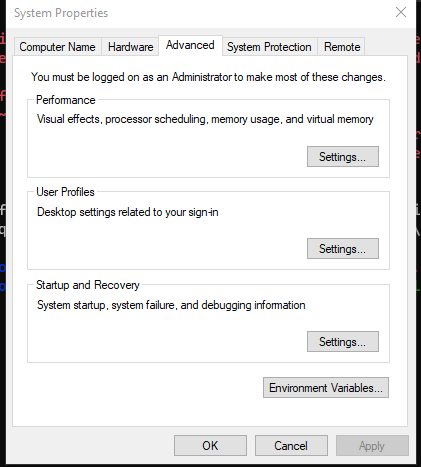 System Properties
Computer Name Hardware Advanced System Protection Remote
You must be logged on as an Administrator to make most of these changes.
Performance
Visual effects, processor scheduling, memory usage, and virtual memory
Settings...
User Profiles
Desktop settings related to your sign-in
Settings...
Startup and Recovery
System startup, system failure, and debugging information
Settings...
Environment Variables...
OK Cancel Apply